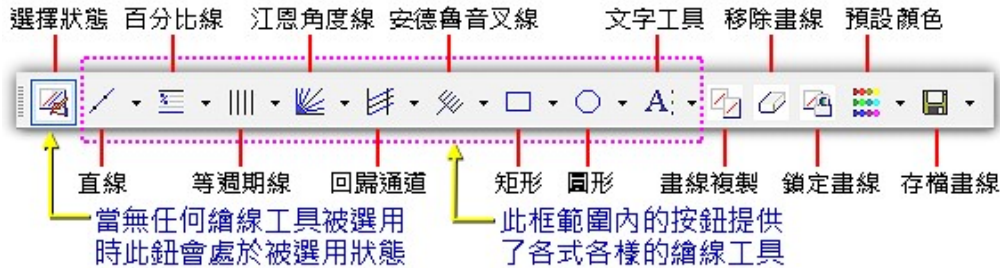 選擇狀態 百分比線 江恩角度線 安德魯音叉線 文字工具 移除畫線 預設顏色
A
直線 等週期線 回歸通道 矩形 圓形 畫線複製 鎖定畫線 存檔畫線
當無任何繪線工具被選用 此框範圍內的按鈕提供
時此鈕會處於被選用狀態 了各式各樣的繪線工具